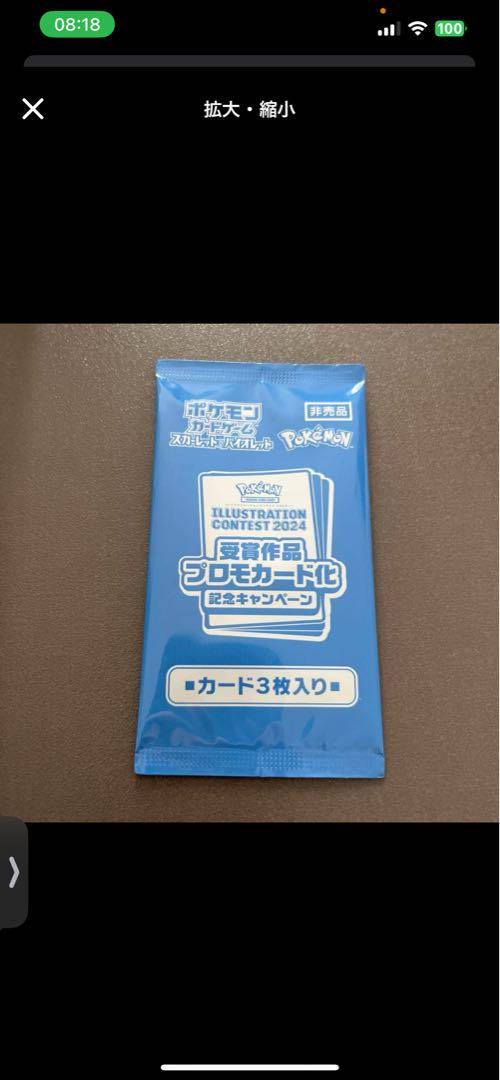 08:18
100
拡大・縮小
ポケモン
カードゲーム
スカーレット&バイオレット
非売品
POKÉMON
POKÉMON
ILLUSTRATION
CONTEST 2024
受賞作品
プロモカード化
記念キャンペーン
■カード3枚入り■